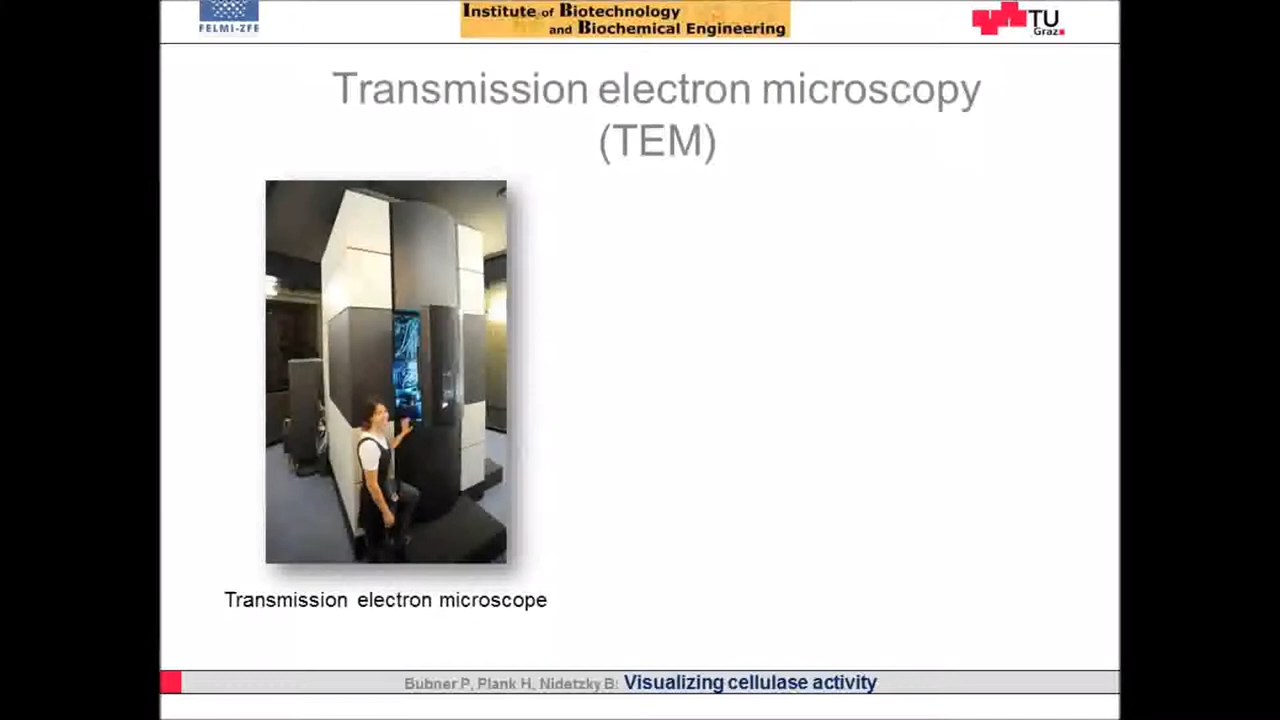 FELMI-ZFE
Institute of Biotechnology
and Biochemical Engineering
TU
Graz
Transmission electron microscopy
(TEM)
Transmission electron microscope
Bubner P, Plank H, Nidetzky B: Visualizing cellulase activity